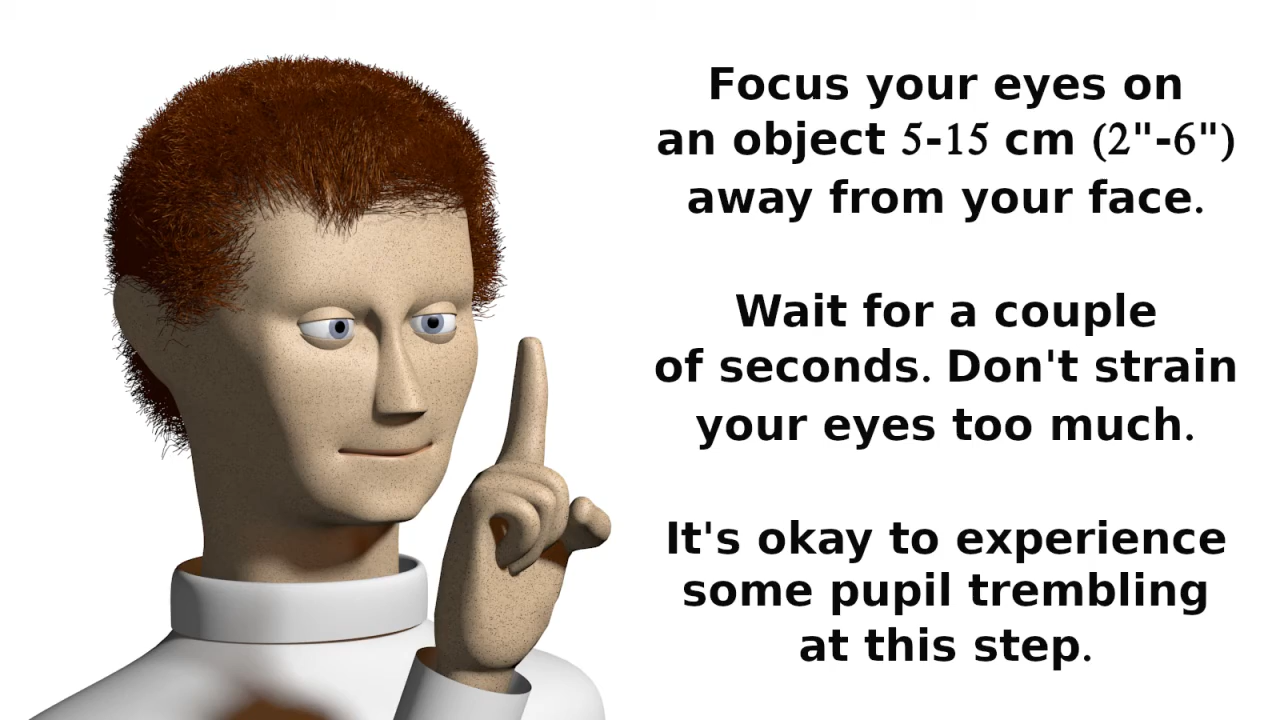 Focus your eyes on
an object 5-15 cm (2"-6")
away from your face.
Wait for a couple
of seconds. Don't strain
your eyes too much.
It's okay to experience
some pupil trembling
at this step.